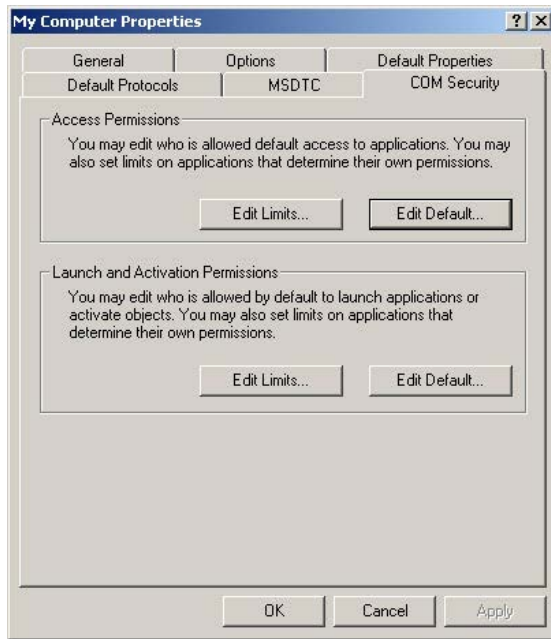 My Computer Properties
General Options Default Properties
Default Protocols MSDTC COM Security
Access Permissions
You may edit who is allowed default access to applications. You may
also set limits on applications that determine their own permissions.
Edit Limits... Edit Default...
Launch and Activation Permissions
You may edit who is allowed by default to launch applications or
activate objects. You may also set limits on applications that
determine their own permissions.
Edit Limits... Edit Default...
OK Cancel Apply